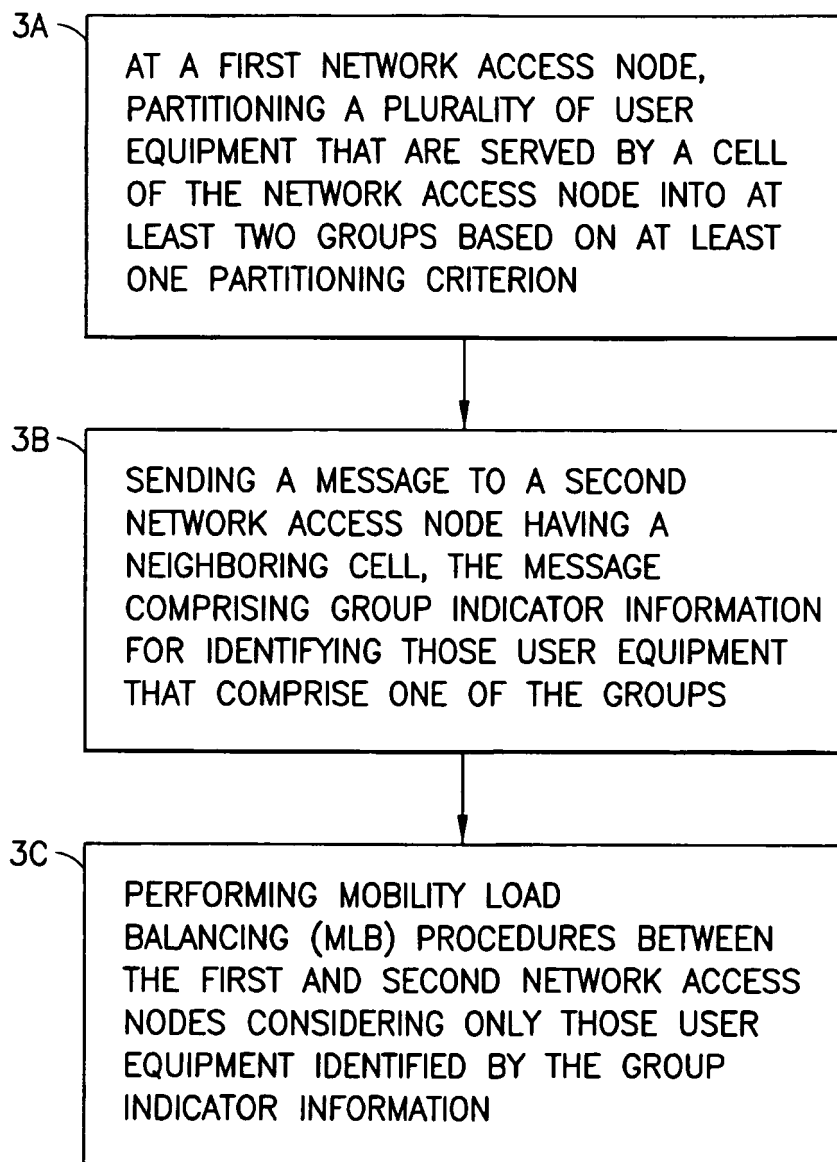 3A
AT A FIRST NETWORK ACCESS NODE,
PARTITIONING A PLURALITY OF USER
EQUIPMENT THAT ARE SERVED BY A CELL
OF THE NETWORK ACCESS NODE INTO AT
LEAST TWO GROUPS BASED ON AT LEAST
ONE PARTITIONING CRITERION
3B
SENDING A MESSAGE TO A SECOND
NETWORK ACCESS NODE HAVING A
NEIGHBORING CELL, THE MESSAGE
COMPRISING GROUP INDICATOR INFORMATION
FOR IDENTIFYING THOSE USER EQUIPMENT
THAT COMPRISE ONE OF THE GROUPS
3C
PERFORMING MOBILITY LOAD
BALANCING (MLB) PROCEDURES BETWEEN
THE FIRST AND SECOND NETWORK ACCESS
NODES CONSIDERING ONLY THOSE USER
EQUIPMENT IDENTIFIED BY THE GROUP
INDICATOR INFORMATION